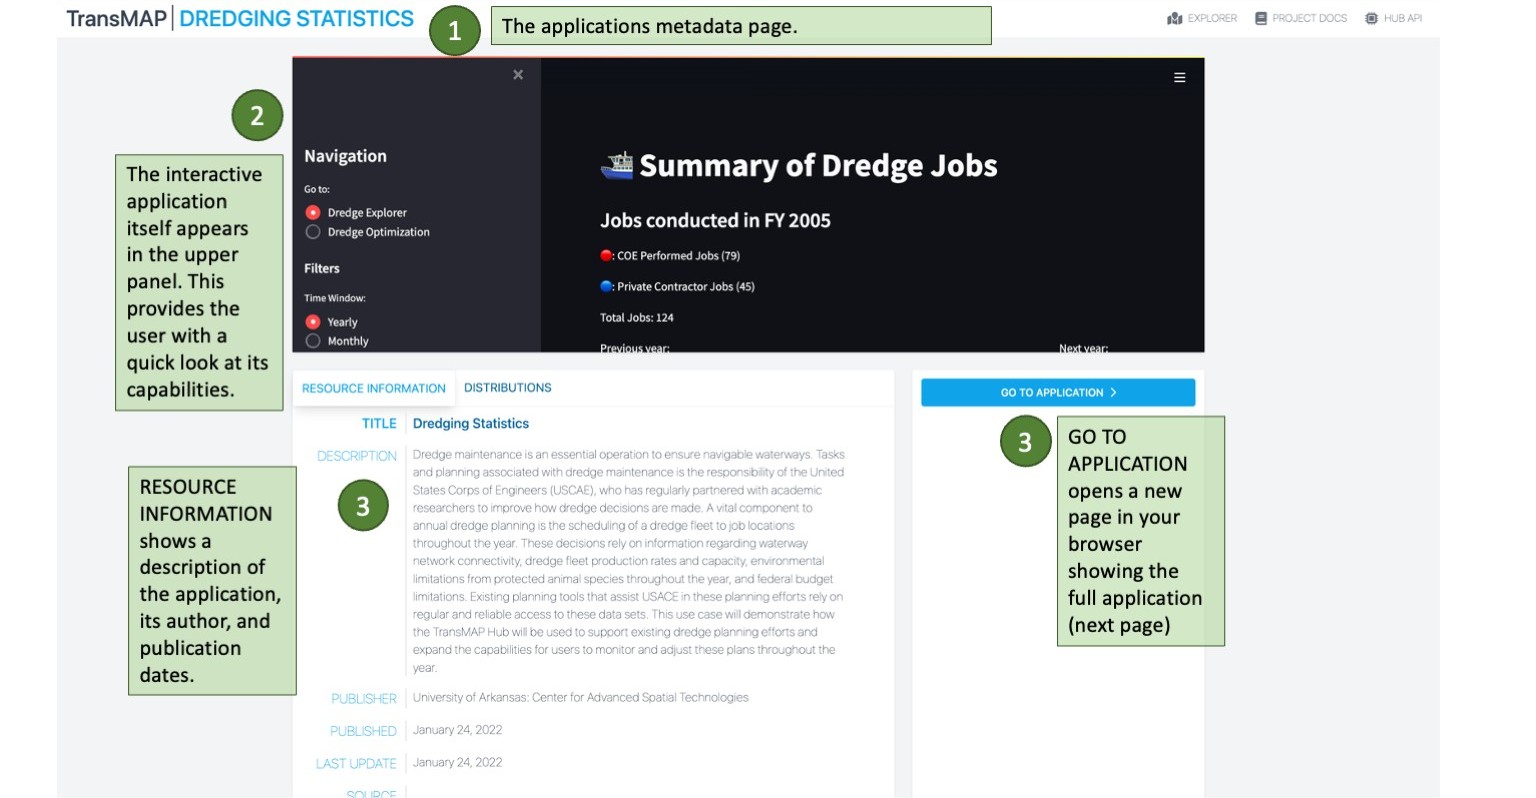 TransMAP | DREDGING STATISTICS
1
The applications metadata page.
EXPLORER
PROJECT DOCS
HUB API
2
The interactive
application
itself appears
in the upper
panel. This
provides the
user with a
quick look at its
capabilities.
×
Navigation
Go to:
Dredge Explorer
Dredge Optimization
Filters
Time Window:
Yearly
Monthly
Summary of Dredge Jobs
Jobs conducted in FY 2005
: COE Performed Jobs (79)
: Private Contractor Jobs (45)
Total Jobs: 124
Previous year:
Next year:
RESOURCE INFORMATION
DISTRIBUTIONS
GO TO APPLICATION >
TITLE
Dredging Statistics
DESCRIPTION
Dredge maintenance is an essential operation to ensure navigable waterways. Tasks
and planning associated with dredge maintenance is the responsibility of the United
States Corps of Engineers (USCAE), who has regularly partnered with academic
researchers to improve how dredge decisions are made. A vital component to
annual dredge planning is the scheduling of a dredge fleet to job locations
throughout the year. These decisions rely on information regarding waterway
network connectivity, dredge fleet production rates and capacity, environmental
limitations from protected animal species throughout the year, and federal budget
limitations. Existing planning tools that assist USACE in these planning efforts rely on
regular and reliable access to these data sets. This use case will demonstrate how
the TransMAP Hub will be used to support existing dredge planning efforts and
expand the capabilities for users to monitor and adjust these plans throughout the
year.
3
RESOURCE
INFORMATION
shows a
description of
the application,
its author, and
publication
dates.
3
GO TO
APPLICATION
opens a new
page in your
browser
showing the
full application
(next page)
PUBLISHER
University of Arkansas: Center for Advanced Spatial Technologies
PUBLISHED
January 24, 2022
LAST UPDATE
January 24, 2022
SOURCE